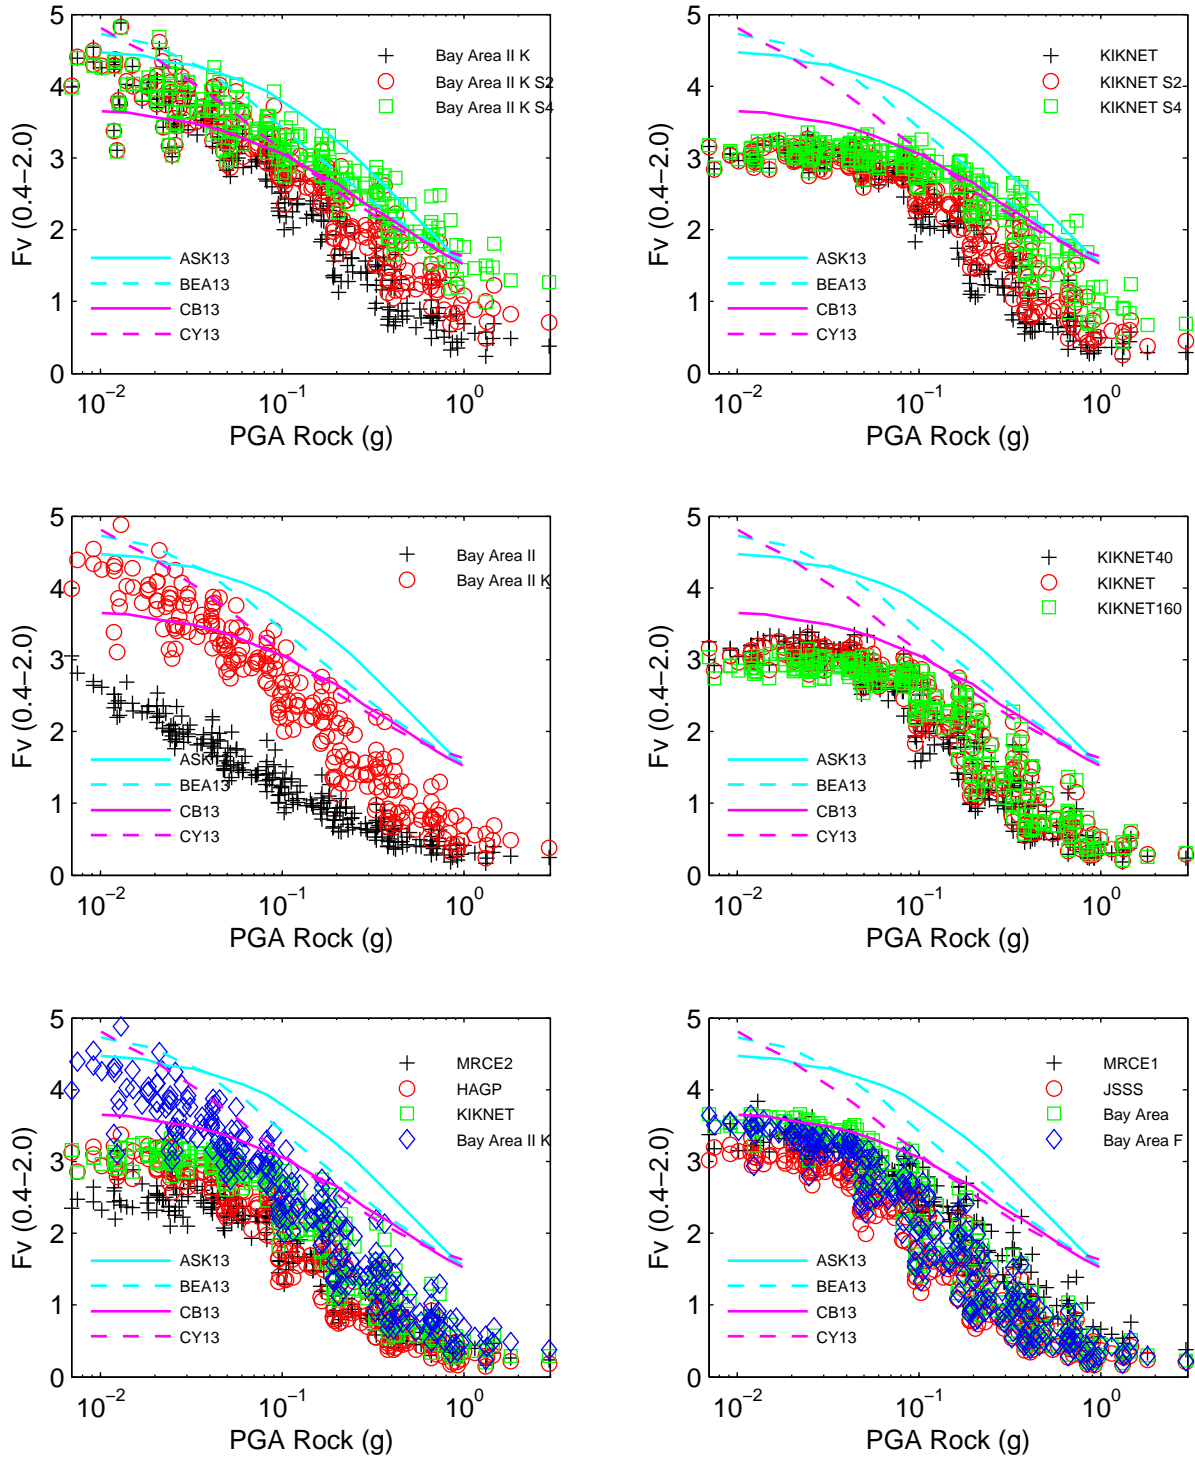 5
4
3
2
1
0
Fv (0.4−2.0)
Bay Area II K
Bay Area II K S2
Bay Area II K S4
ASK13
BEA13
CB13
CY13
10⁻² 10⁻¹ 10⁰
PGA Rock (g)
5
4
3
2
1
0
Fv (0.4−2.0)
KIKNET
KIKNET S2
KIKNET S4
ASK13
BEA13
CB13
CY13
10⁻² 10⁻¹ 10⁰
PGA Rock (g)
5
4
3
2
1
0
Fv (0.4−2.0)
Bay Area II
Bay Area II K
ASK13
BEA13
CB13
CY13
10⁻² 10⁻¹ 10⁰
PGA Rock (g)
5
4
3
2
1
0
Fv (0.4−2.0)
KIKNET40
KIKNET
KIKNET160
ASK13
BEA13
CB13
CY13
10⁻² 10⁻¹ 10⁰
PGA Rock (g)
5
4
3
2
1
0
Fv (0.4−2.0)
MRCE2
HAGP
KIKNET
Bay Area II K
ASK13
BEA13
CB13
CY13
10⁻² 10⁻¹ 10⁰
PGA Rock (g)
5
4
3
2
1
0
Fv (0.4−2.0)
MRCE1
JSSS
Bay Area
Bay Area F
ASK13
BEA13
CB13
CY13
10⁻² 10⁻¹ 10⁰
PGA Rock (g)